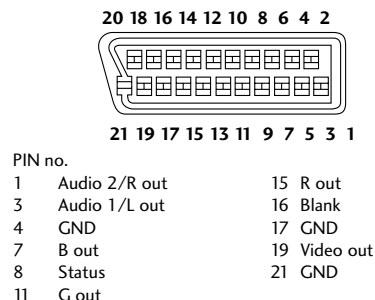 20 18 16 14 12 10 8 6 4 2
21 19 17 15 13 11 9 7 5 3 1
PIN no.
1 Audio 2/R out
3 Audio 1/L out
4 GND
7 B out
8 Status
11 G out
15 R out
16 Blank
17 GND
19 Video out
21 GND